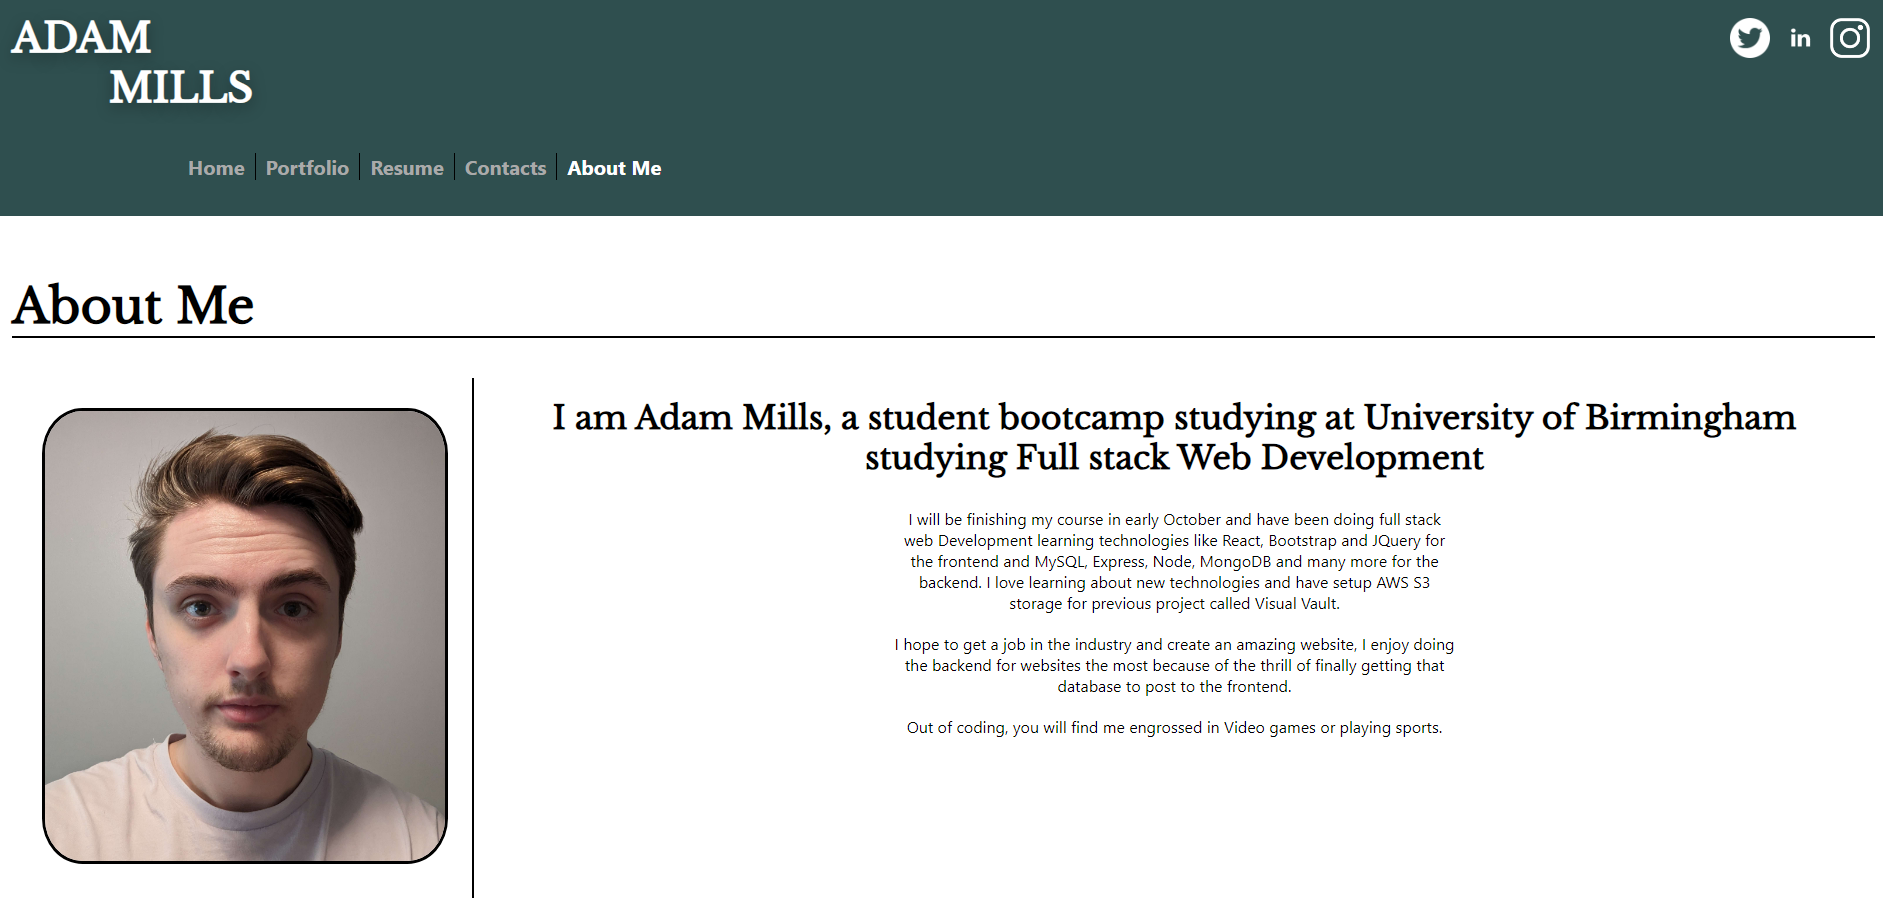 ADAM
MILLS
in
Home Portfolio Resume Contacts About Me
About Me
I am Adam Mills, a student bootcamp studying at University of Birmingham
studying Full stack Web Development
I will be finishing my course in early October and have been doing full stack
web Development learning technologies like React, Bootstrap and JQuery for
the frontend and MySQL, Express, Node, MongoDB and many more for the
backend. I love learning about new technologies and have setup AWS S3
storage for previous project called Visual Vault.
I hope to get a job in the industry and create an amazing website, I enjoy doing
the backend for websites the most because of the thrill of finally getting that
database to post to the frontend.
Out of coding, you will find me engrossed in Video games or playing sports.